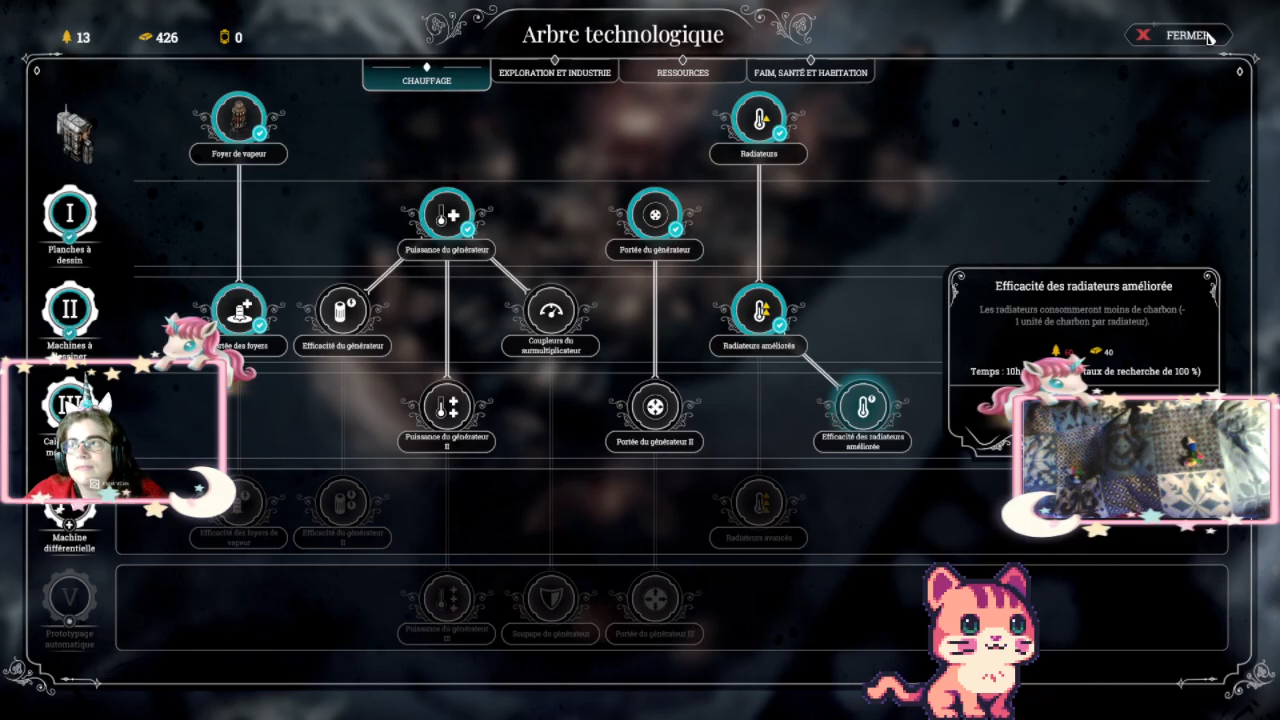 13
426
0
Arbre technologique
FERMER
CHAUFFAGE
EXPLORATION ET INDUSTRIE
RESSOURCES
FAIM, SANTÉ ET HABITATION
Foyer de vapeur
Radiateurs
I
Planches à
dessin
Puissance du générateur
Portée du générateur
II
Machines à
dessiner
des foyers
Efficacité du générateur
Coupleurs du
surmultiplicateur
Radiateurs améliorés
Efficacité des radiateurs améliorée
Les radiateurs consommeront moins de charbon (-
1 unité de charbon par radiateur).
40
Temps : 10h
taux de recherche de 100 %)
Puissance du générateur
II
Portée du générateur II
Efficacité des radiateurs
améliorée
Machine
différentielle
Efficacité des foyers de
vapeur
Efficacité du générateur
II
Radiateurs avancés
V
Prototypage
automatique
Puissance du générateur
III
Soupape du générateur
Portée du générateur III